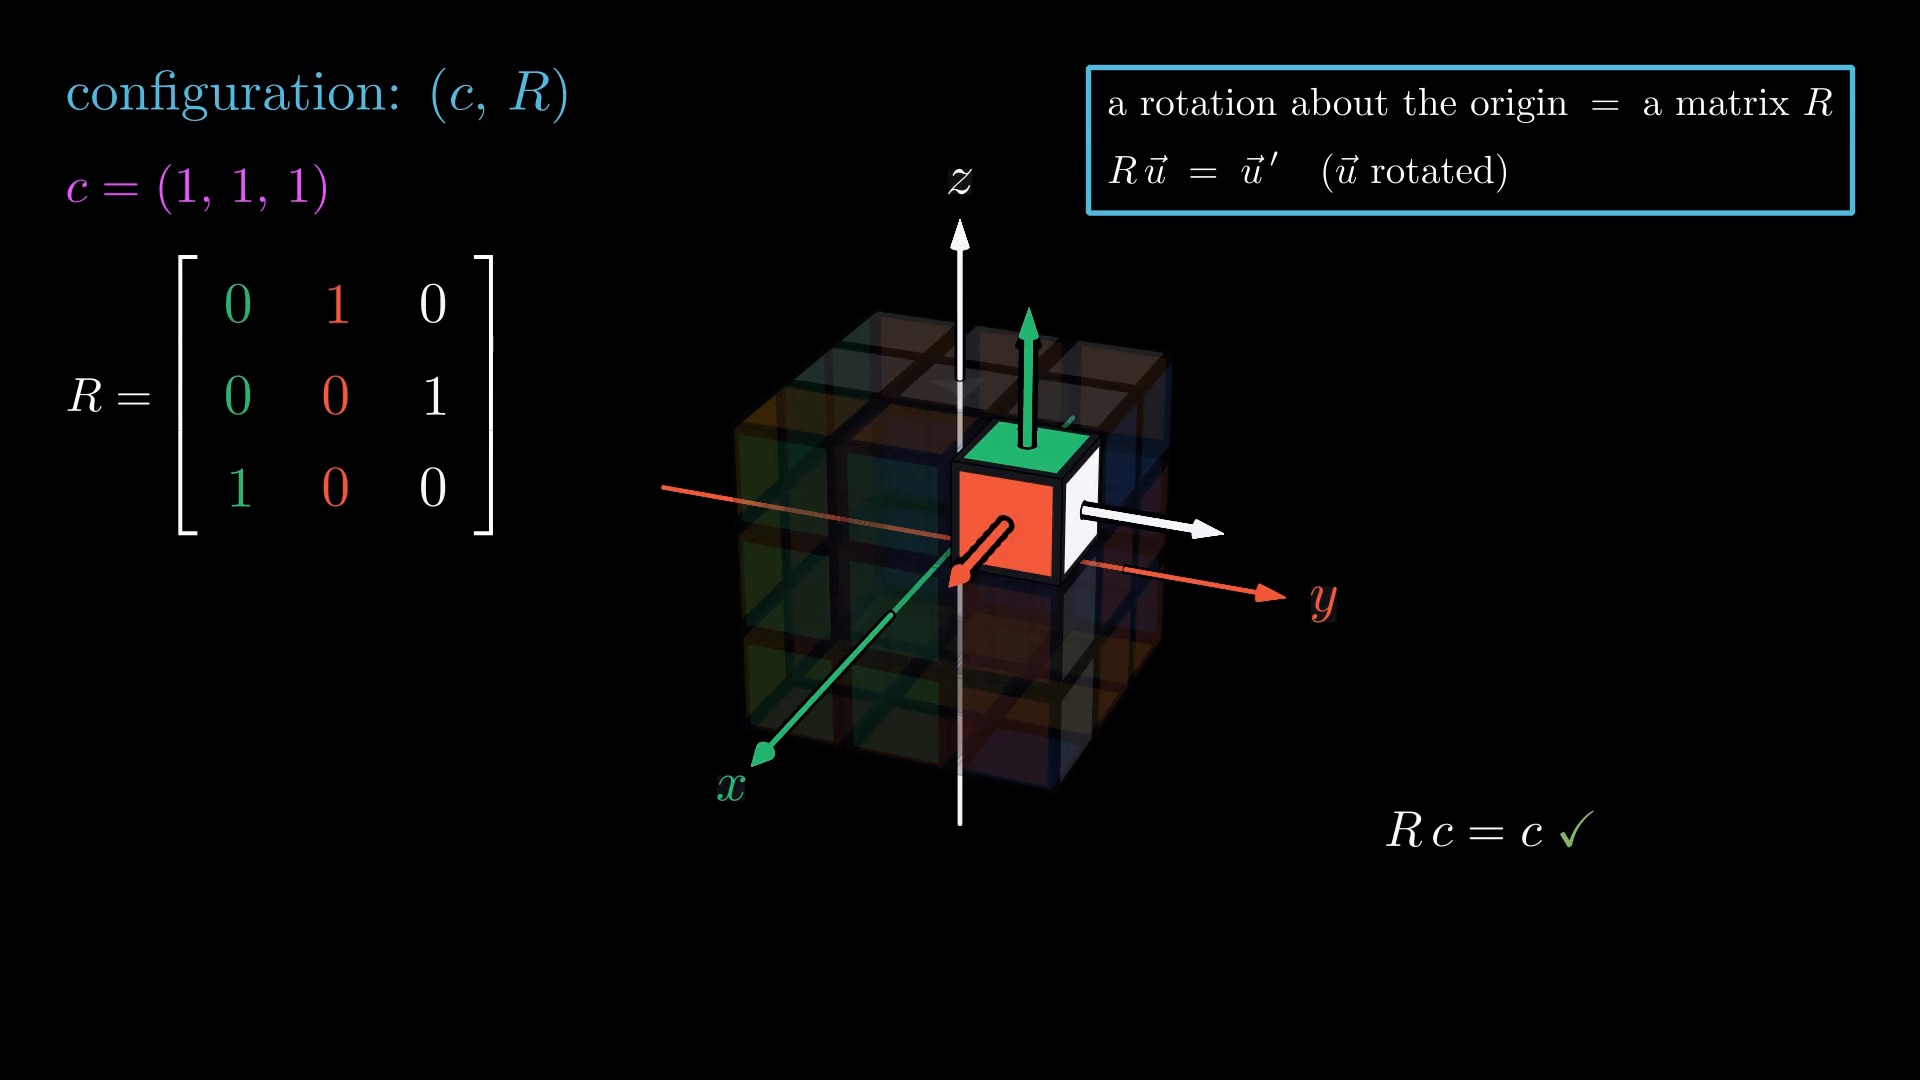 configuration: (c, R)
c = (1, 1, 1)
R =
0 1 0
0 0 1
1 0 0
a rotation about the origin = a matrix R
R u⃗ = u⃗ ′ (u⃗ rotated)
z
y
x
R c = c ✓